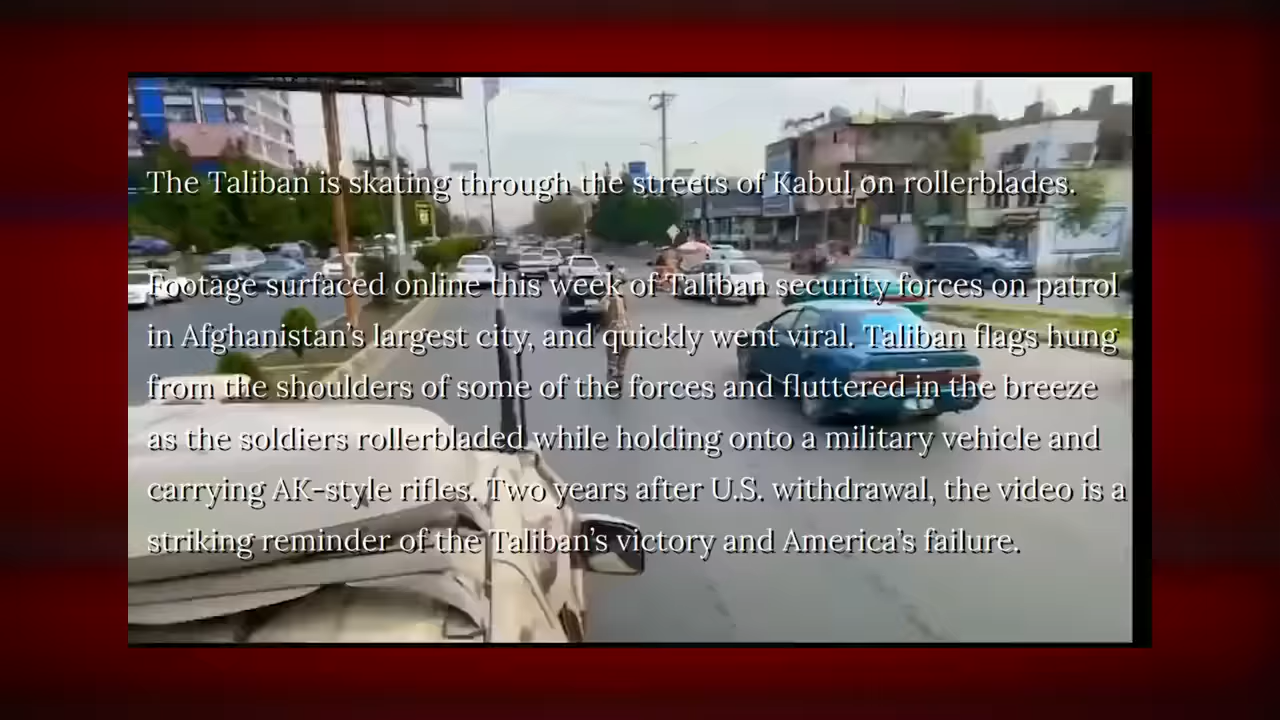 The Taliban is skating through the streets of Kabul on rollerblades.
Footage surfaced online this week of Taliban security forces on patrol
in Afghanistan’s largest city, and quickly went viral. Taliban flags hung
from the shoulders of some of the forces and fluttered in the breeze
as the soldiers rollerbladed while holding onto a military vehicle and
carrying AK-style rifles. Two years after U.S. withdrawal, the video is a
striking reminder of the Taliban’s victory and America’s failure.